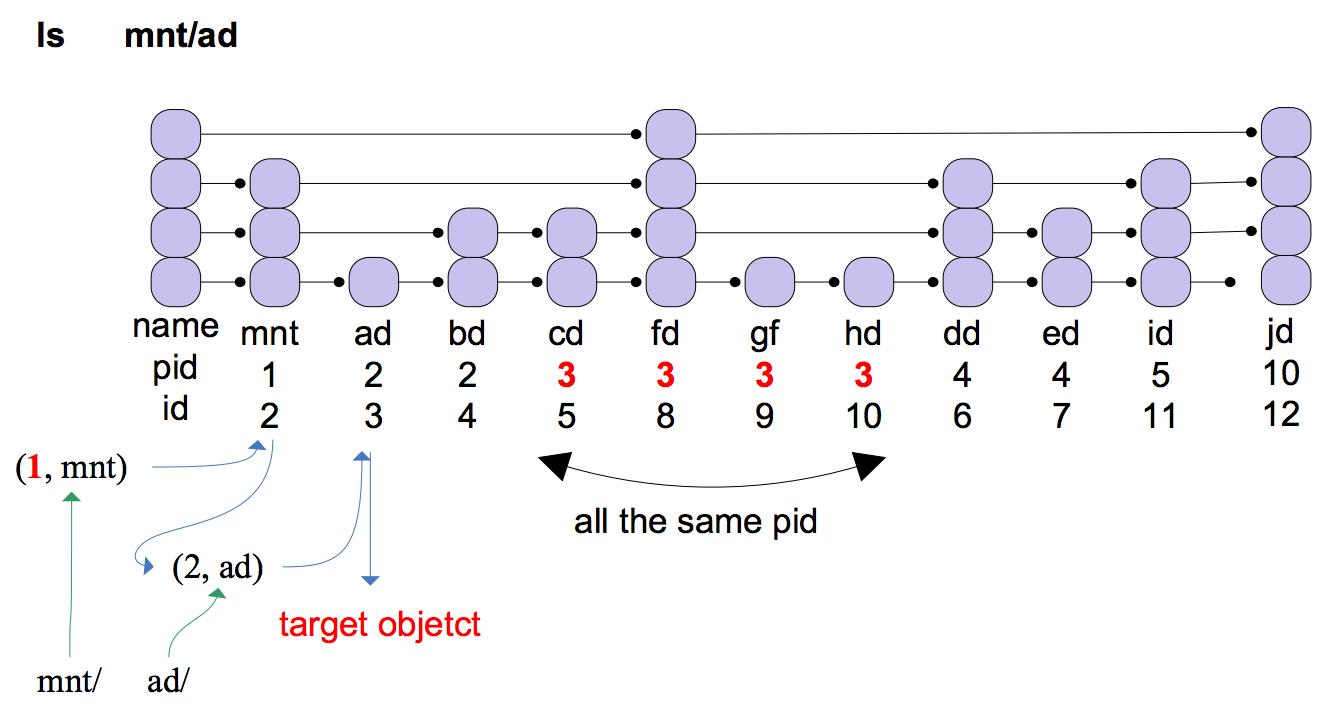 ls mnt/ad
name mnt ad bd cd fd gf hd dd ed id jd
pid 1 2 2 3 3 3 3 4 4 5 10
id 2 3 4 5 8 9 10 6 7 11 12
(1, mnt)
all the same pid
(2, ad)
target objetct
mnt/ ad/